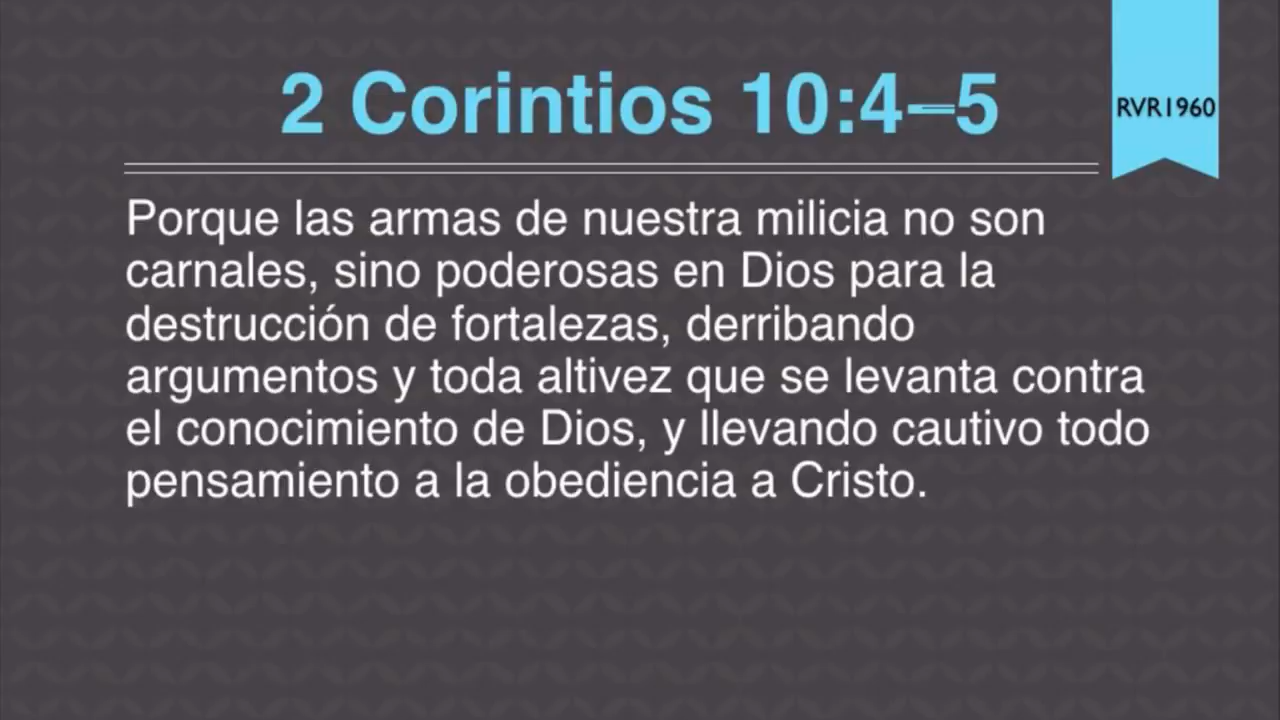 2 Corintios 10:4–5
RVR1960
Porque las armas de nuestra milicia no son
carnales, sino poderosas en Dios para la
destrucción de fortalezas, derribando
argumentos y toda altivez que se levanta contra
el conocimiento de Dios, y llevando cautivo todo
pensamiento a la obediencia a Cristo.